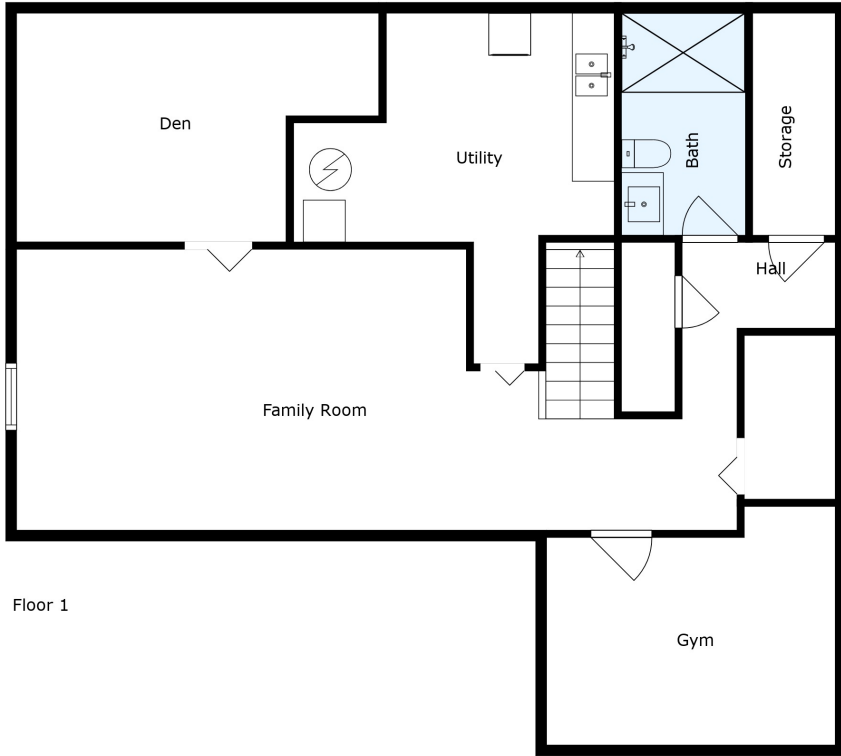 Den
Utility
Bath
Storage
Hall
Family Room
Floor 1
Gym